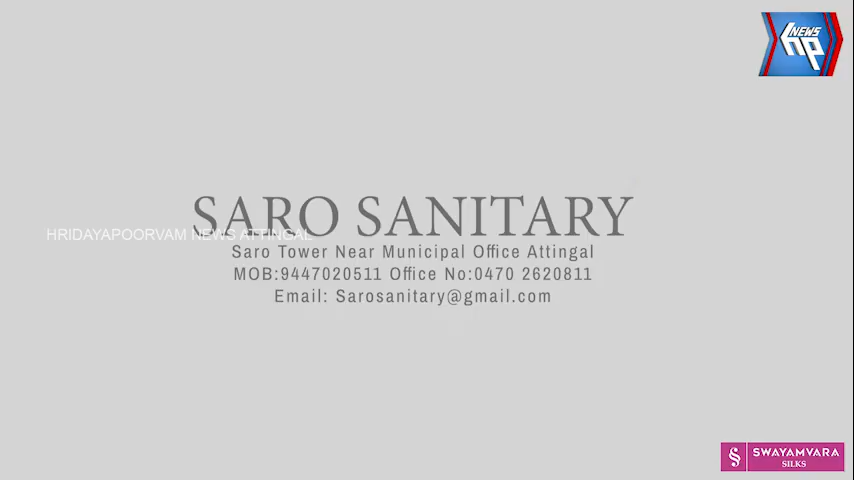 NEWS
np
SARO SANITARY
HRIDAYAPOORVAM NEWS ATTINGAL
Saro Tower Near Municipal Office Attingal
MOB:9447020511 Office No:0470 2620811
Email: Sarosanitary@gmail.com
SWAYAMVARA
SILKS